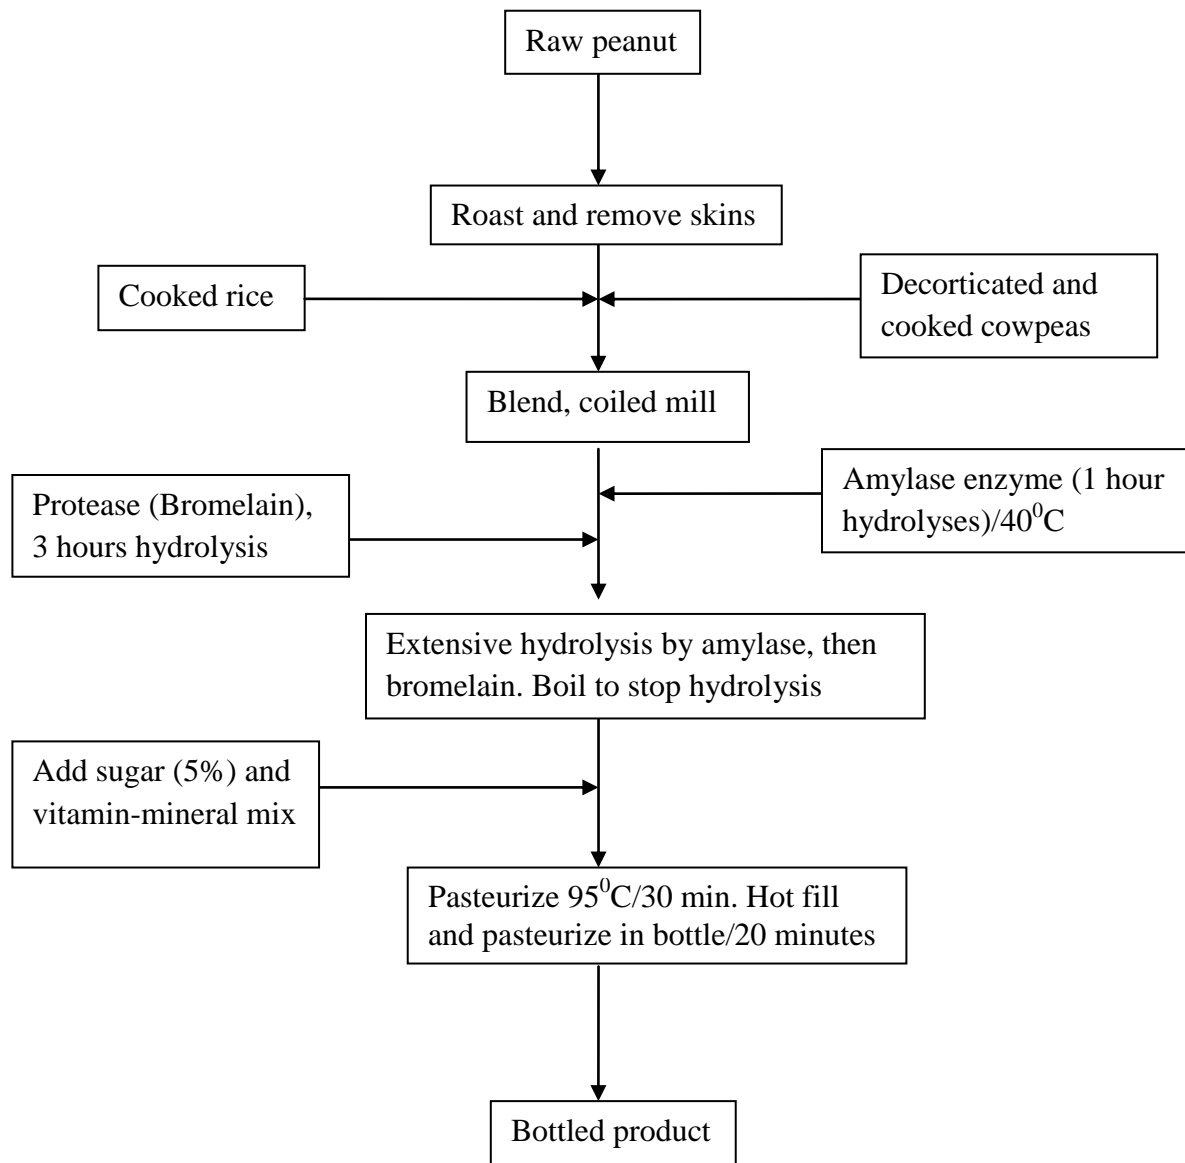 Raw peanut
Roast and remove skins
Cooked rice
Decorticated and
cooked cowpeas
Blend, coiled mill
Protease (Bromelain),
3 hours hydrolysis
Amylase enzyme (1 hour
hydrolyses)/40⁰C
Extensive hydrolysis by amylase, then
bromelain. Boil to stop hydrolysis
Add sugar (5%) and
vitamin-mineral mix
Pasteurize 95⁰C/30 min. Hot fill
and pasteurize in bottle/20 minutes
Bottled product